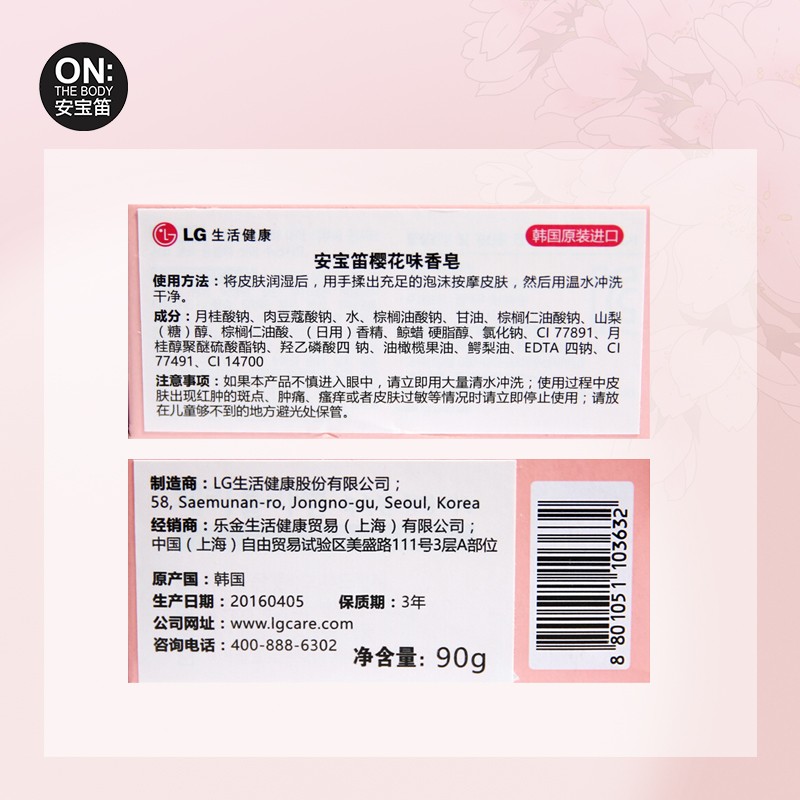 ON:
THE BODY
安宝笛
LG 生活健康
韩国原装进口
安宝笛樱花味香皂
使用方法：将皮肤润湿后，用手揉出充足的泡沫按摩皮肤，然后用温水冲洗
干净。
成分：月桂酸钠、肉豆蔻酸钠、水、棕榈油酸钠、甘油、棕榈仁油酸钠、山梨
（糖）醇、棕榈仁油酸、（日用）香精、鲸蜡 硬脂醇、氯化钠、CI 77891、月
桂醇聚醚硫酸酯钠、羟乙磷酸四 钠、油橄榄果油、鳄梨油、EDTA 四钠、CI
77491、CI 14700
注意事项：如果本产品不慎进入眼中，请立即用大量清水冲洗；使用过程中皮
肤出现红肿的斑点、肿痛、瘙痒或者皮肤过敏等情况时请立即停止使用；请放
在儿童够不到的地方避光处保管。
制造商：LG生活健康股份有限公司；
58, Saemunan-ro, Jongno-gu, Seoul, Korea
经销商：乐金生活健康贸易（上海）有限公司；
中国（上海）自由贸易试验区美盛路111号3层A部位
原产国：韩国
生产日期：20160405 保质期：3年
公司网址：www.lgcare.com
咨询电话：400-888-6302
净含量：90g
8 801051 103632